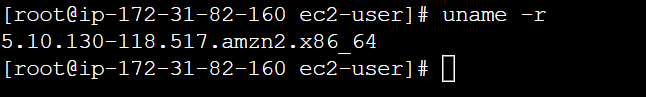 [root@ip-172-31-82-160 ec2-user]# uname -r
5.10.130-118.517.amzn2.x86_64
[root@ip-172-31-82-160 ec2-user]#